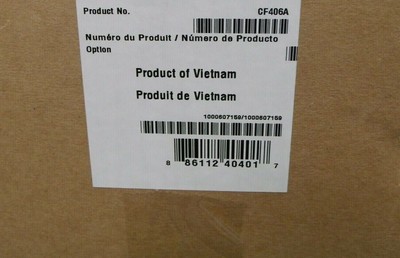 Product No. CF406A
Numéro du Produit / Número de Producto
Option
Product of Vietnam
Produit de Vietnam
1000607159/1000607159
8 86112 40401 7